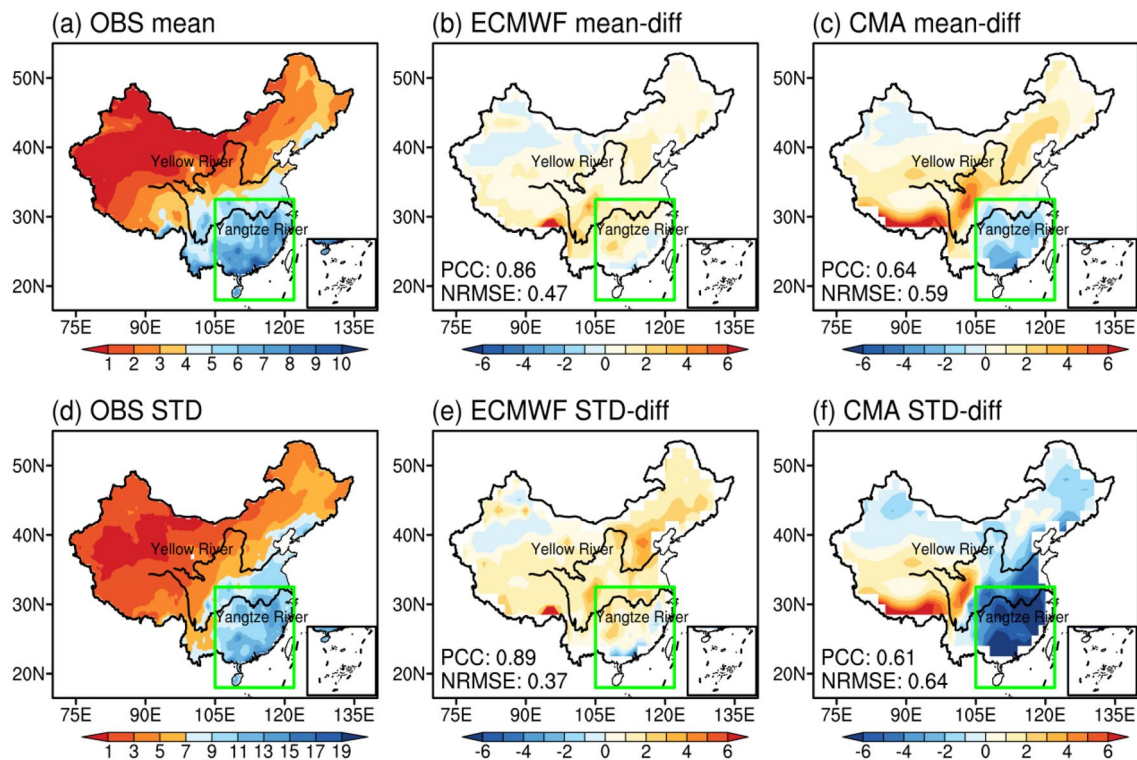 (a) OBS mean
50N
40N
30N
20N
Yellow River
Yangtze River
75E 90E 105E 120E 135E
1 2 3 4 5 6 7 8 9 10
(b) ECMWF mean-diff
Yellow River
Yangtze River
PCC: 0.86
NRMSE: 0.47
75E 90E 105E 120E 135E
-6 -4 -2 0 2 4 6
(c) CMA mean-diff
Yellow River
Yangtze River
PCC: 0.64
NRMSE: 0.59
75E 90E 105E 120E 135E
-6 -4 -2 0 2 4 6
(d) OBS STD
50N
40N
30N
20N
Yellow River
Yangtze River
75E 90E 105E 120E 135E
1 3 5 7 9 11 13 15 17 19
(e) ECMWF STD-diff
Yellow River
Yangtze River
PCC: 0.89
NRMSE: 0.37
75E 90E 105E 120E 135E
-6 -4 -2 0 2 4 6
(f) CMA STD-diff
Yellow River
Yangtze River
PCC: 0.61
NRMSE: 0.64
75E 90E 105E 120E 135E
-6 -4 -2 0 2 4 6